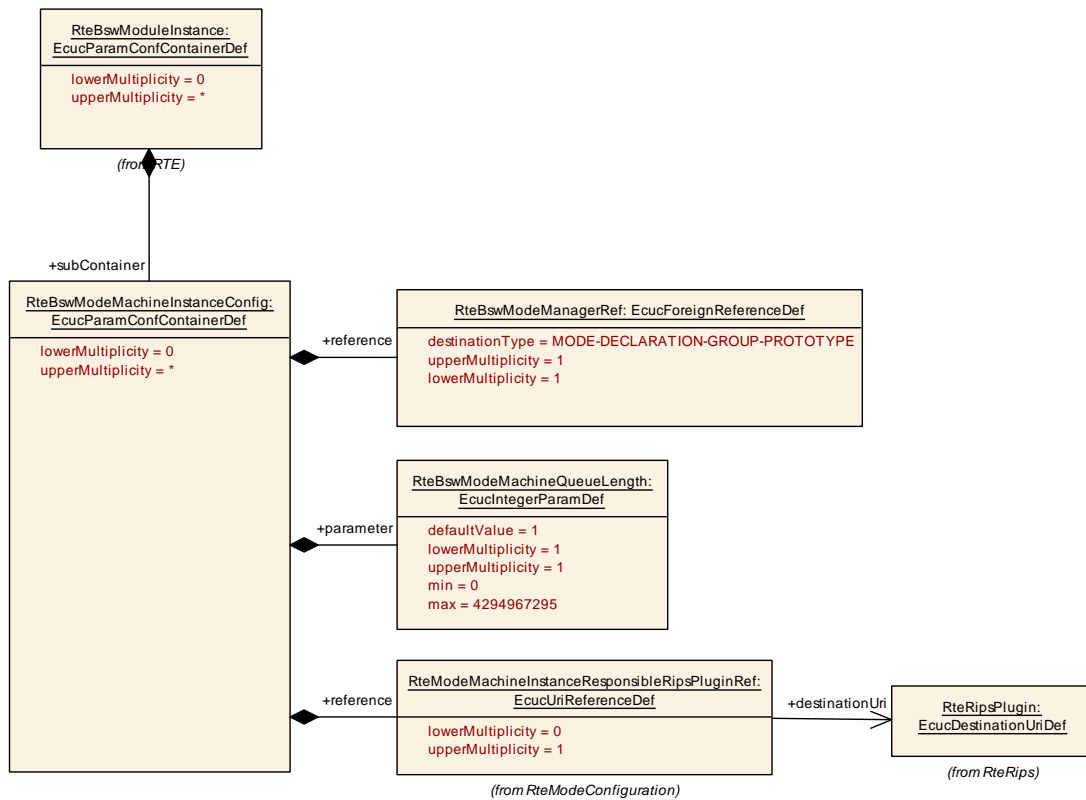 RteBswModuleInstance:
EcucParamConfContainerDef
lowerMultiplicity = 0
upperMultiplicity = *
(from RTE)
+subContainer
RteBswModeMachineInstanceConfig:
EcucParamConfContainerDef
lowerMultiplicity = 0
upperMultiplicity = *
+reference
RteBswModeManagerRef: EcucForeignReferenceDef
destinationType = MODE-DECLARATION-GROUP-PROTOTYPE
upperMultiplicity = 1
lowerMultiplicity = 1
+parameter
RteBswModeMachineQueueLength:
EcucIntegerParamDef
defaultValue = 1
lowerMultiplicity = 1
upperMultiplicity = 1
min = 0
max = 4294967295
+reference
RteModeMachineInstanceResponsibleRipsPluginRef:
EcucUriReferenceDef
lowerMultiplicity = 0
upperMultiplicity = 1
(from RteModeConfiguration)
+destinationUri
RteRipsPlugin:
EcucDestinationUriDef
(from RteRips)